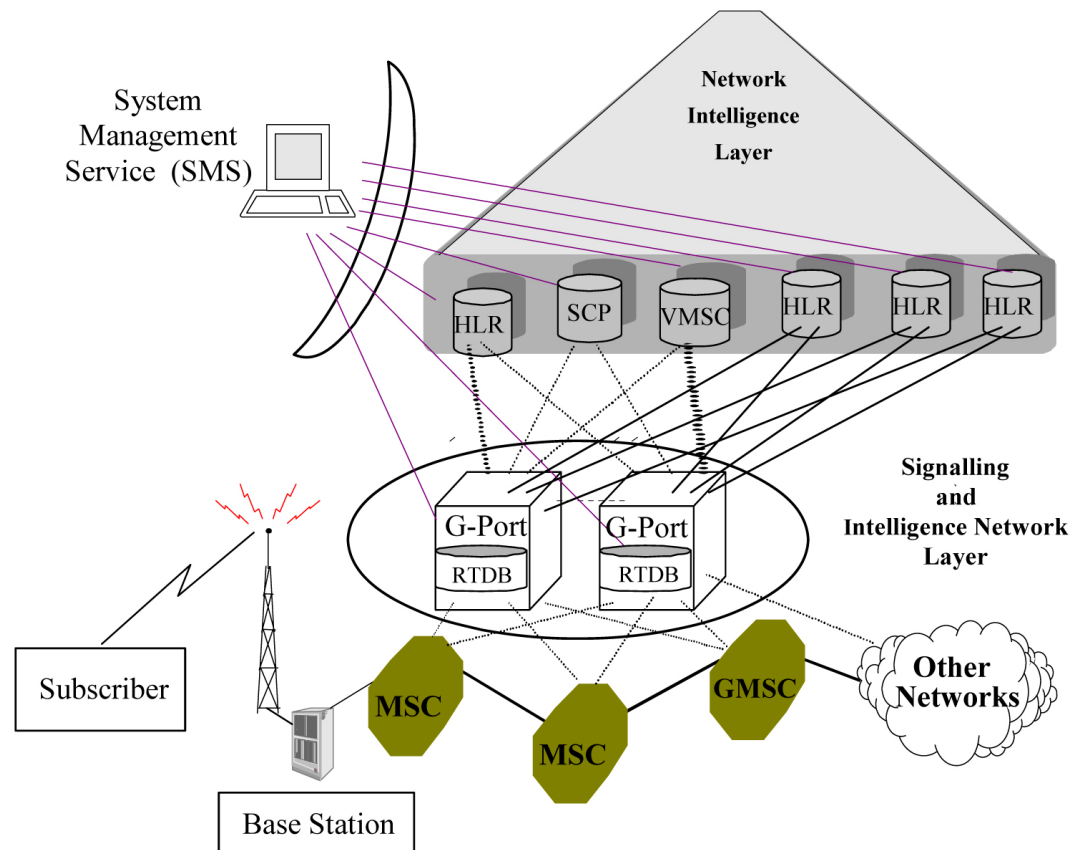 System
Management
Service (SMS)
Network
Intelligence
Layer
HLR
SCP
VMSC
HLR
HLR
HLR
Signalling
and
Intelligence Network
Layer
G-Port
RTDB
G-Port
RTDB
Subscriber
MSC
MSC
GMSC
Other
Networks
Base Station